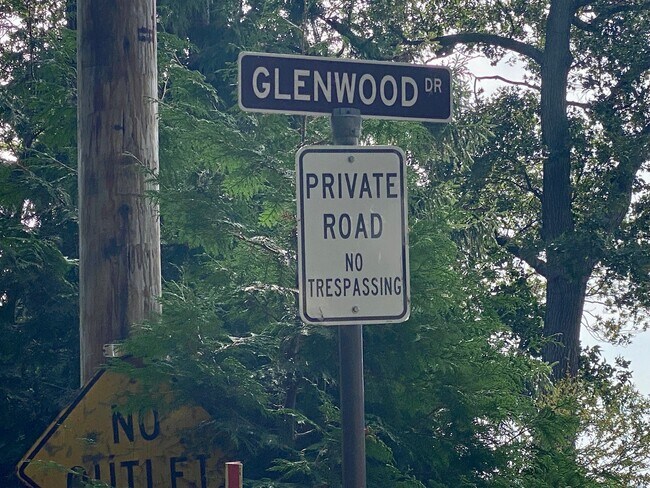 GLENWOOD DR
PRIVATE
ROAD
NO
TRESPASSING
NO
OUTLET